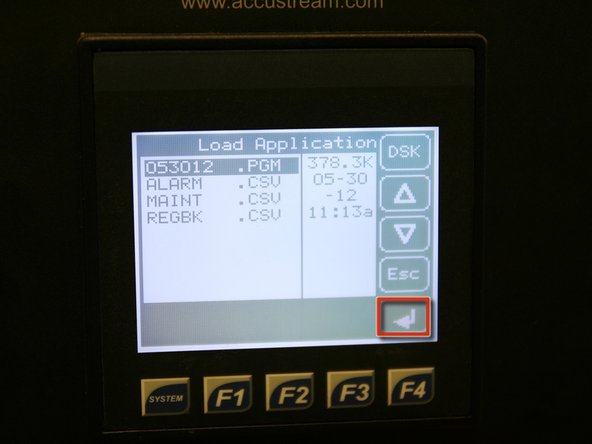 www.accustream.com
Load Application
DSK
053012 .PGM 378.3K
ALARM .CSV 05-30
MAINT .CSV -12
REGBK .CSV 11:13a
Esc
SYSTEM F1 F2 F3 F4